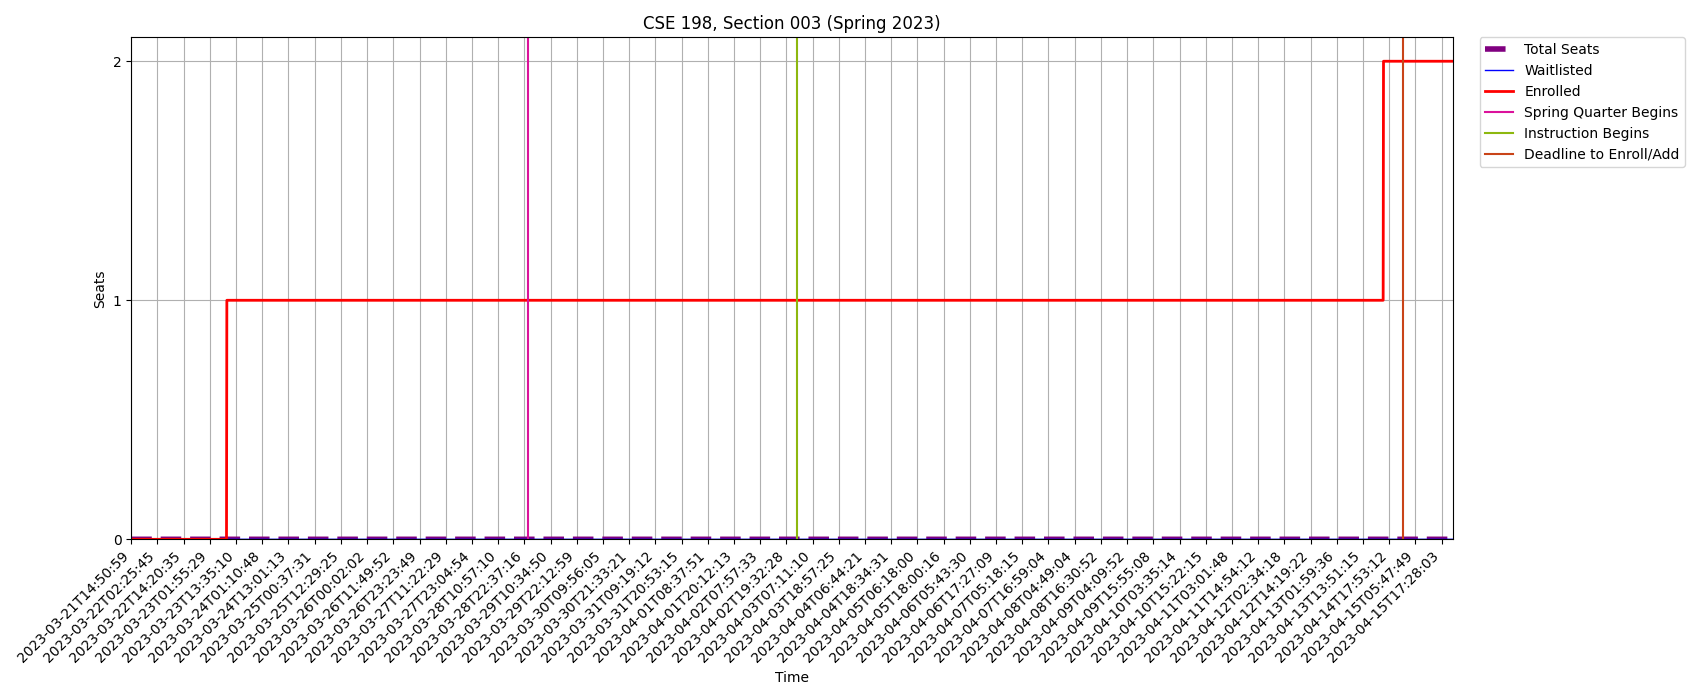 CSE 198, Section 003 (Spring 2023)
Total Seats
Waitlisted
Enrolled
Spring Quarter Begins
Instruction Begins
Deadline to Enroll/Add
Seats
2
1
0
2023-03-21T14:50:59
2023-03-22T02:25:45
2023-03-22T14:20:35
2023-03-23T01:55:29
2023-03-23T13:35:10
2023-03-24T01:10:48
2023-03-24T13:01:13
2023-03-25T00:37:31
2023-03-25T12:29:25
2023-03-26T00:02:02
2023-03-26T11:49:52
2023-03-26T23:23:49
2023-03-27T11:22:29
2023-03-27T23:04:54
2023-03-28T10:57:10
2023-03-28T22:37:16
2023-03-29T10:34:50
2023-03-29T22:12:59
2023-03-30T09:56:05
2023-03-30T21:33:21
2023-03-31T09:19:12
2023-03-31T20:53:15
2023-04-01T08:37:51
2023-04-01T20:12:13
2023-04-02T07:57:33
2023-04-02T19:32:28
2023-04-03T07:11:10
2023-04-03T18:57:25
2023-04-04T06:44:21
2023-04-04T18:34:31
2023-04-05T06:18:00
2023-04-05T18:00:16
2023-04-06T05:43:30
2023-04-06T17:27:09
2023-04-07T05:18:15
2023-04-07T16:59:04
2023-04-08T04:49:04
2023-04-08T16:30:52
2023-04-09T04:09:52
2023-04-09T15:55:08
2023-04-10T03:35:14
2023-04-10T15:22:15
2023-04-11T03:01:48
2023-04-11T14:54:12
2023-04-12T02:34:18
2023-04-12T14:19:22
2023-04-13T01:59:36
2023-04-13T13:51:15
2023-04-14T17:53:12
2023-04-15T05:47:49
2023-04-15T17:28:03
Time